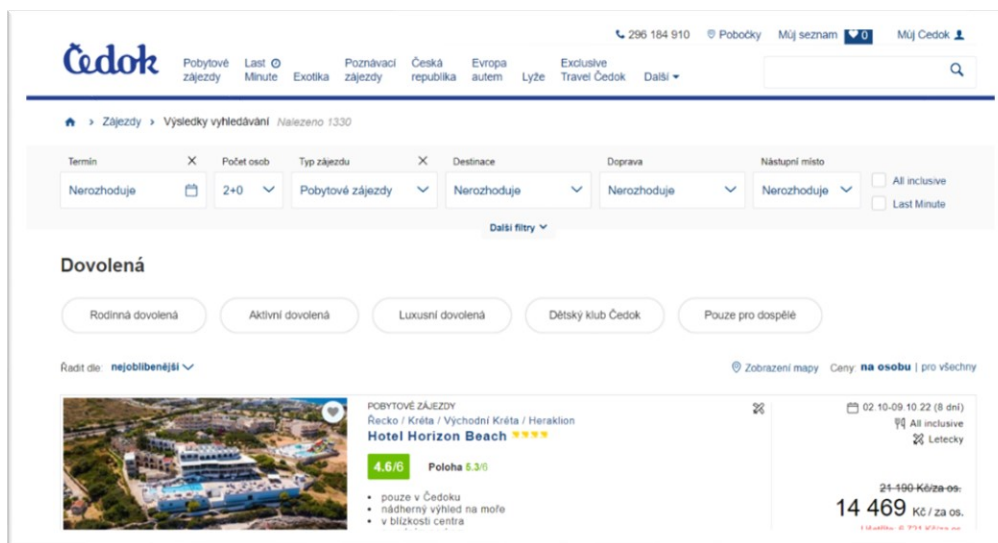 296 184 910 Pobočky Můj seznam 0 Můj Čedok
Čedok
Pobytové zájezdy Last Minute Exotika Poznávací zájezdy Česká republika Evropa autem Lyže Exclusive Travel Čedok Další
Zájezdy Výsledky vyhledávání Nalezeno 1330
Termín X Počet osob Typ zájezdu X Destinace Doprava Nástupní místo
Nerozhoduje 2+0 Pobytové zájezdy Nerozhoduje Nerozhoduje Nerozhoduje
All inclusive
Last Minute
Další filtry
Dovolená
Rodinná dovolená Aktivní dovolená Luxusní dovolená Dětský klub Čedok Pouze pro dospělé
Řadit dle: nejoblíbenější Zobrazení mapy Ceny: na osobu | pro všechny
POBYTOVÉ ZÁJEZDY
Řecko / Kréta / Východní Kréta / Heraklion
Hotel Horizon Beach
4.6/6 Poloha 5.3/6
• pouze v Čedoku
• nádherný výhled na moře
• v blízkosti centra
02.10-09.10.22 (8 dní)
All inclusive
Letecky
21 190 Kč/za os.
14 469 Kč / za os.